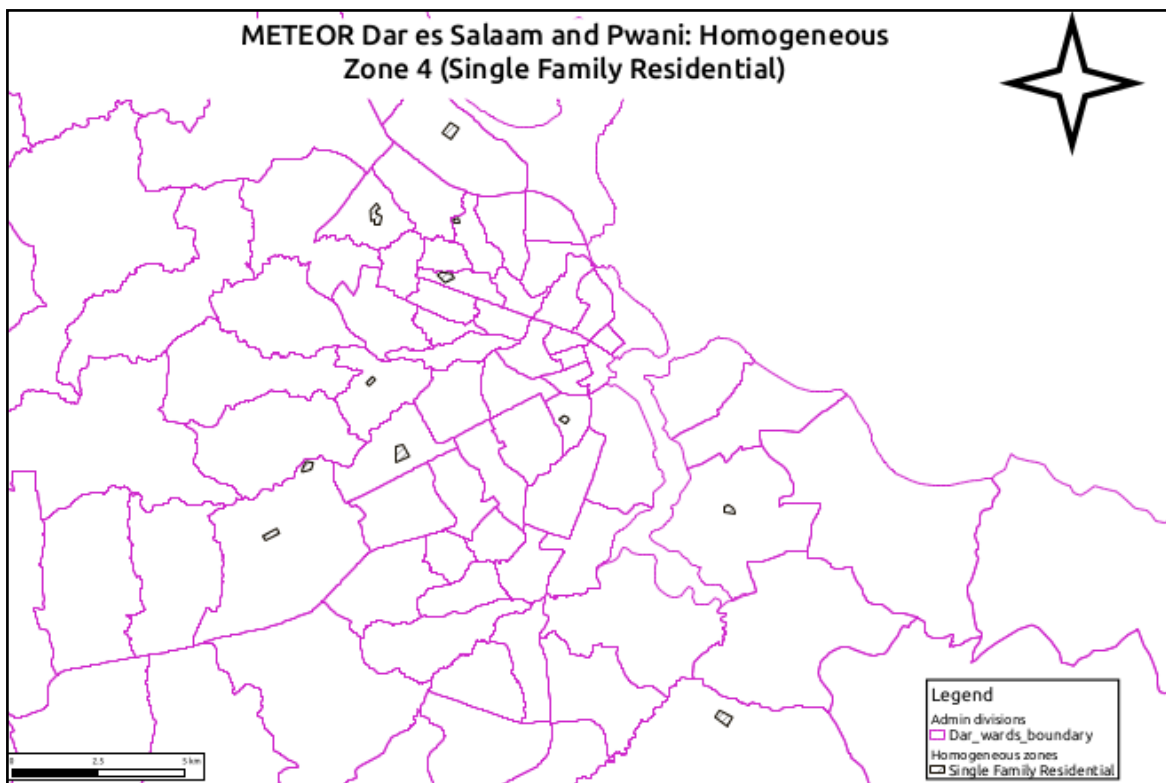 METEOR Dar es Salaam and Pwani: Homogeneous
Zone 4 (Single Family Residential)
Legend
Admin divisions
Dar_wards_boundary
Homogeneous zones
Single Family Residential
0 2.5 5 km